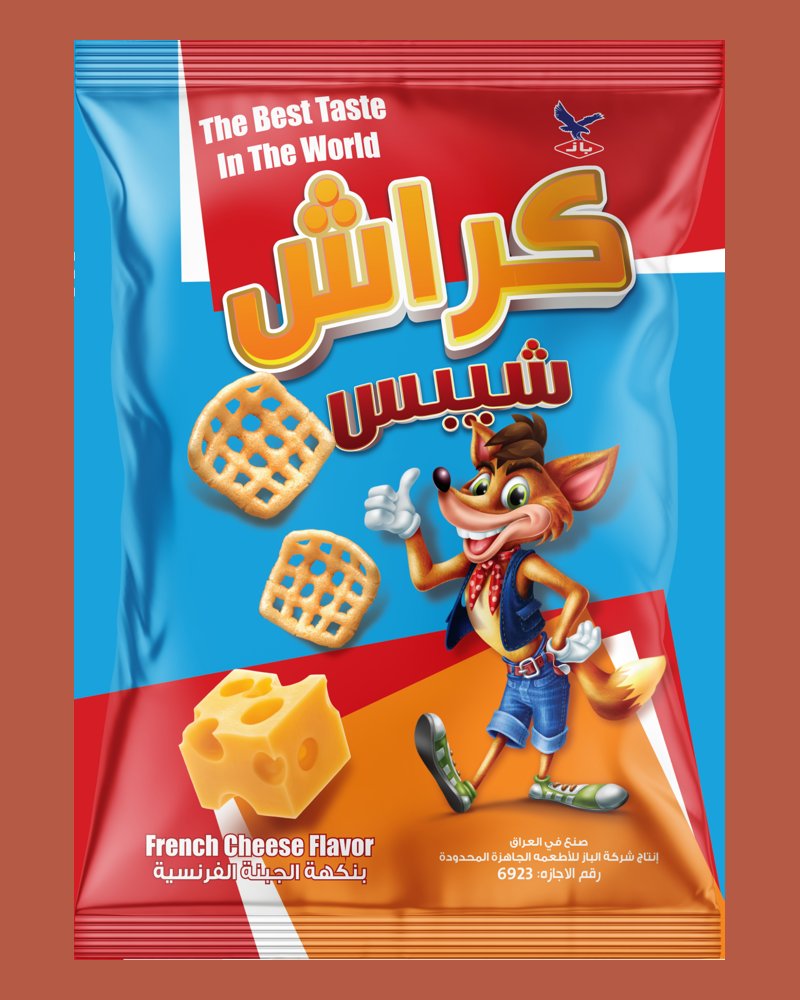 The Best Taste
In The World
باز
كراش
شيبس
French Cheese Flavor
بنكهة الجبنة الفرنسية
صنع في العراق
إنتاج شركة الباز للأطعمه الجاهزة المحدودة
رقم الاجازه: 6923